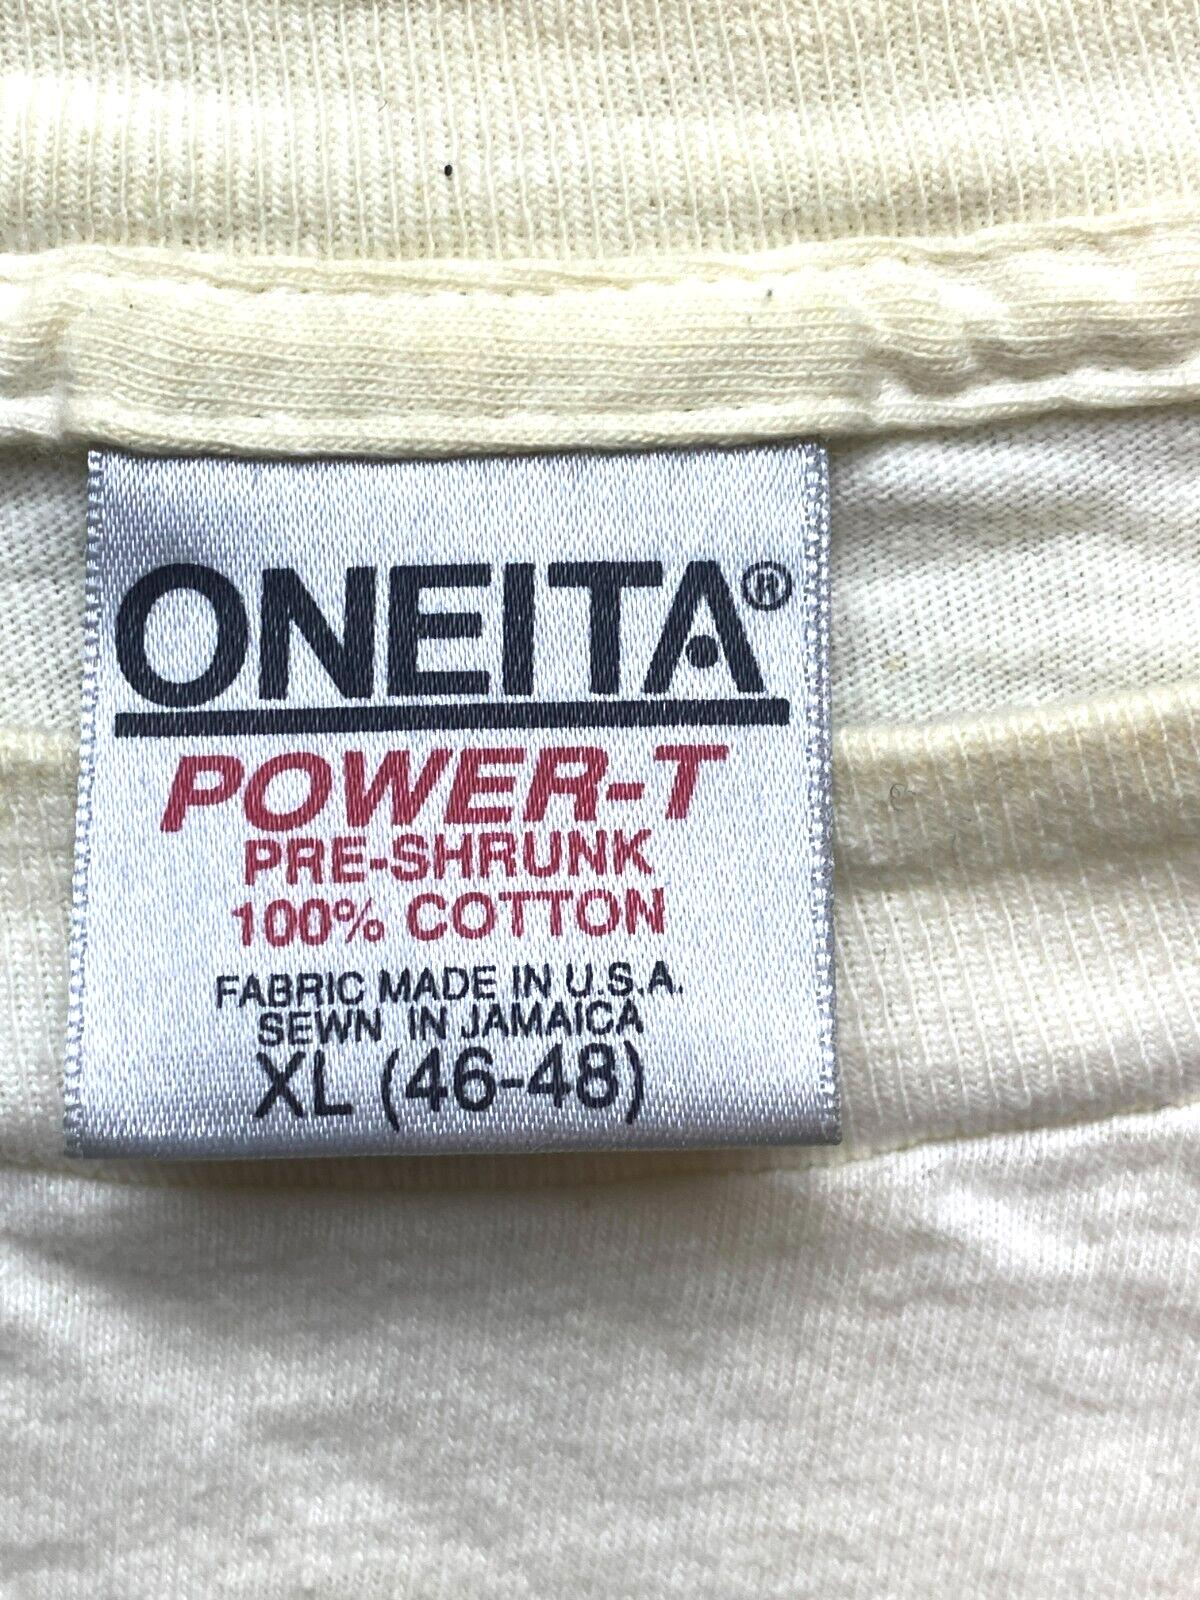 ONEITA®
POWER-T
PRE-SHRUNK
100% COTTON
FABRIC MADE IN U.S.A.
SEWN IN JAMAICA
XL (46-48)